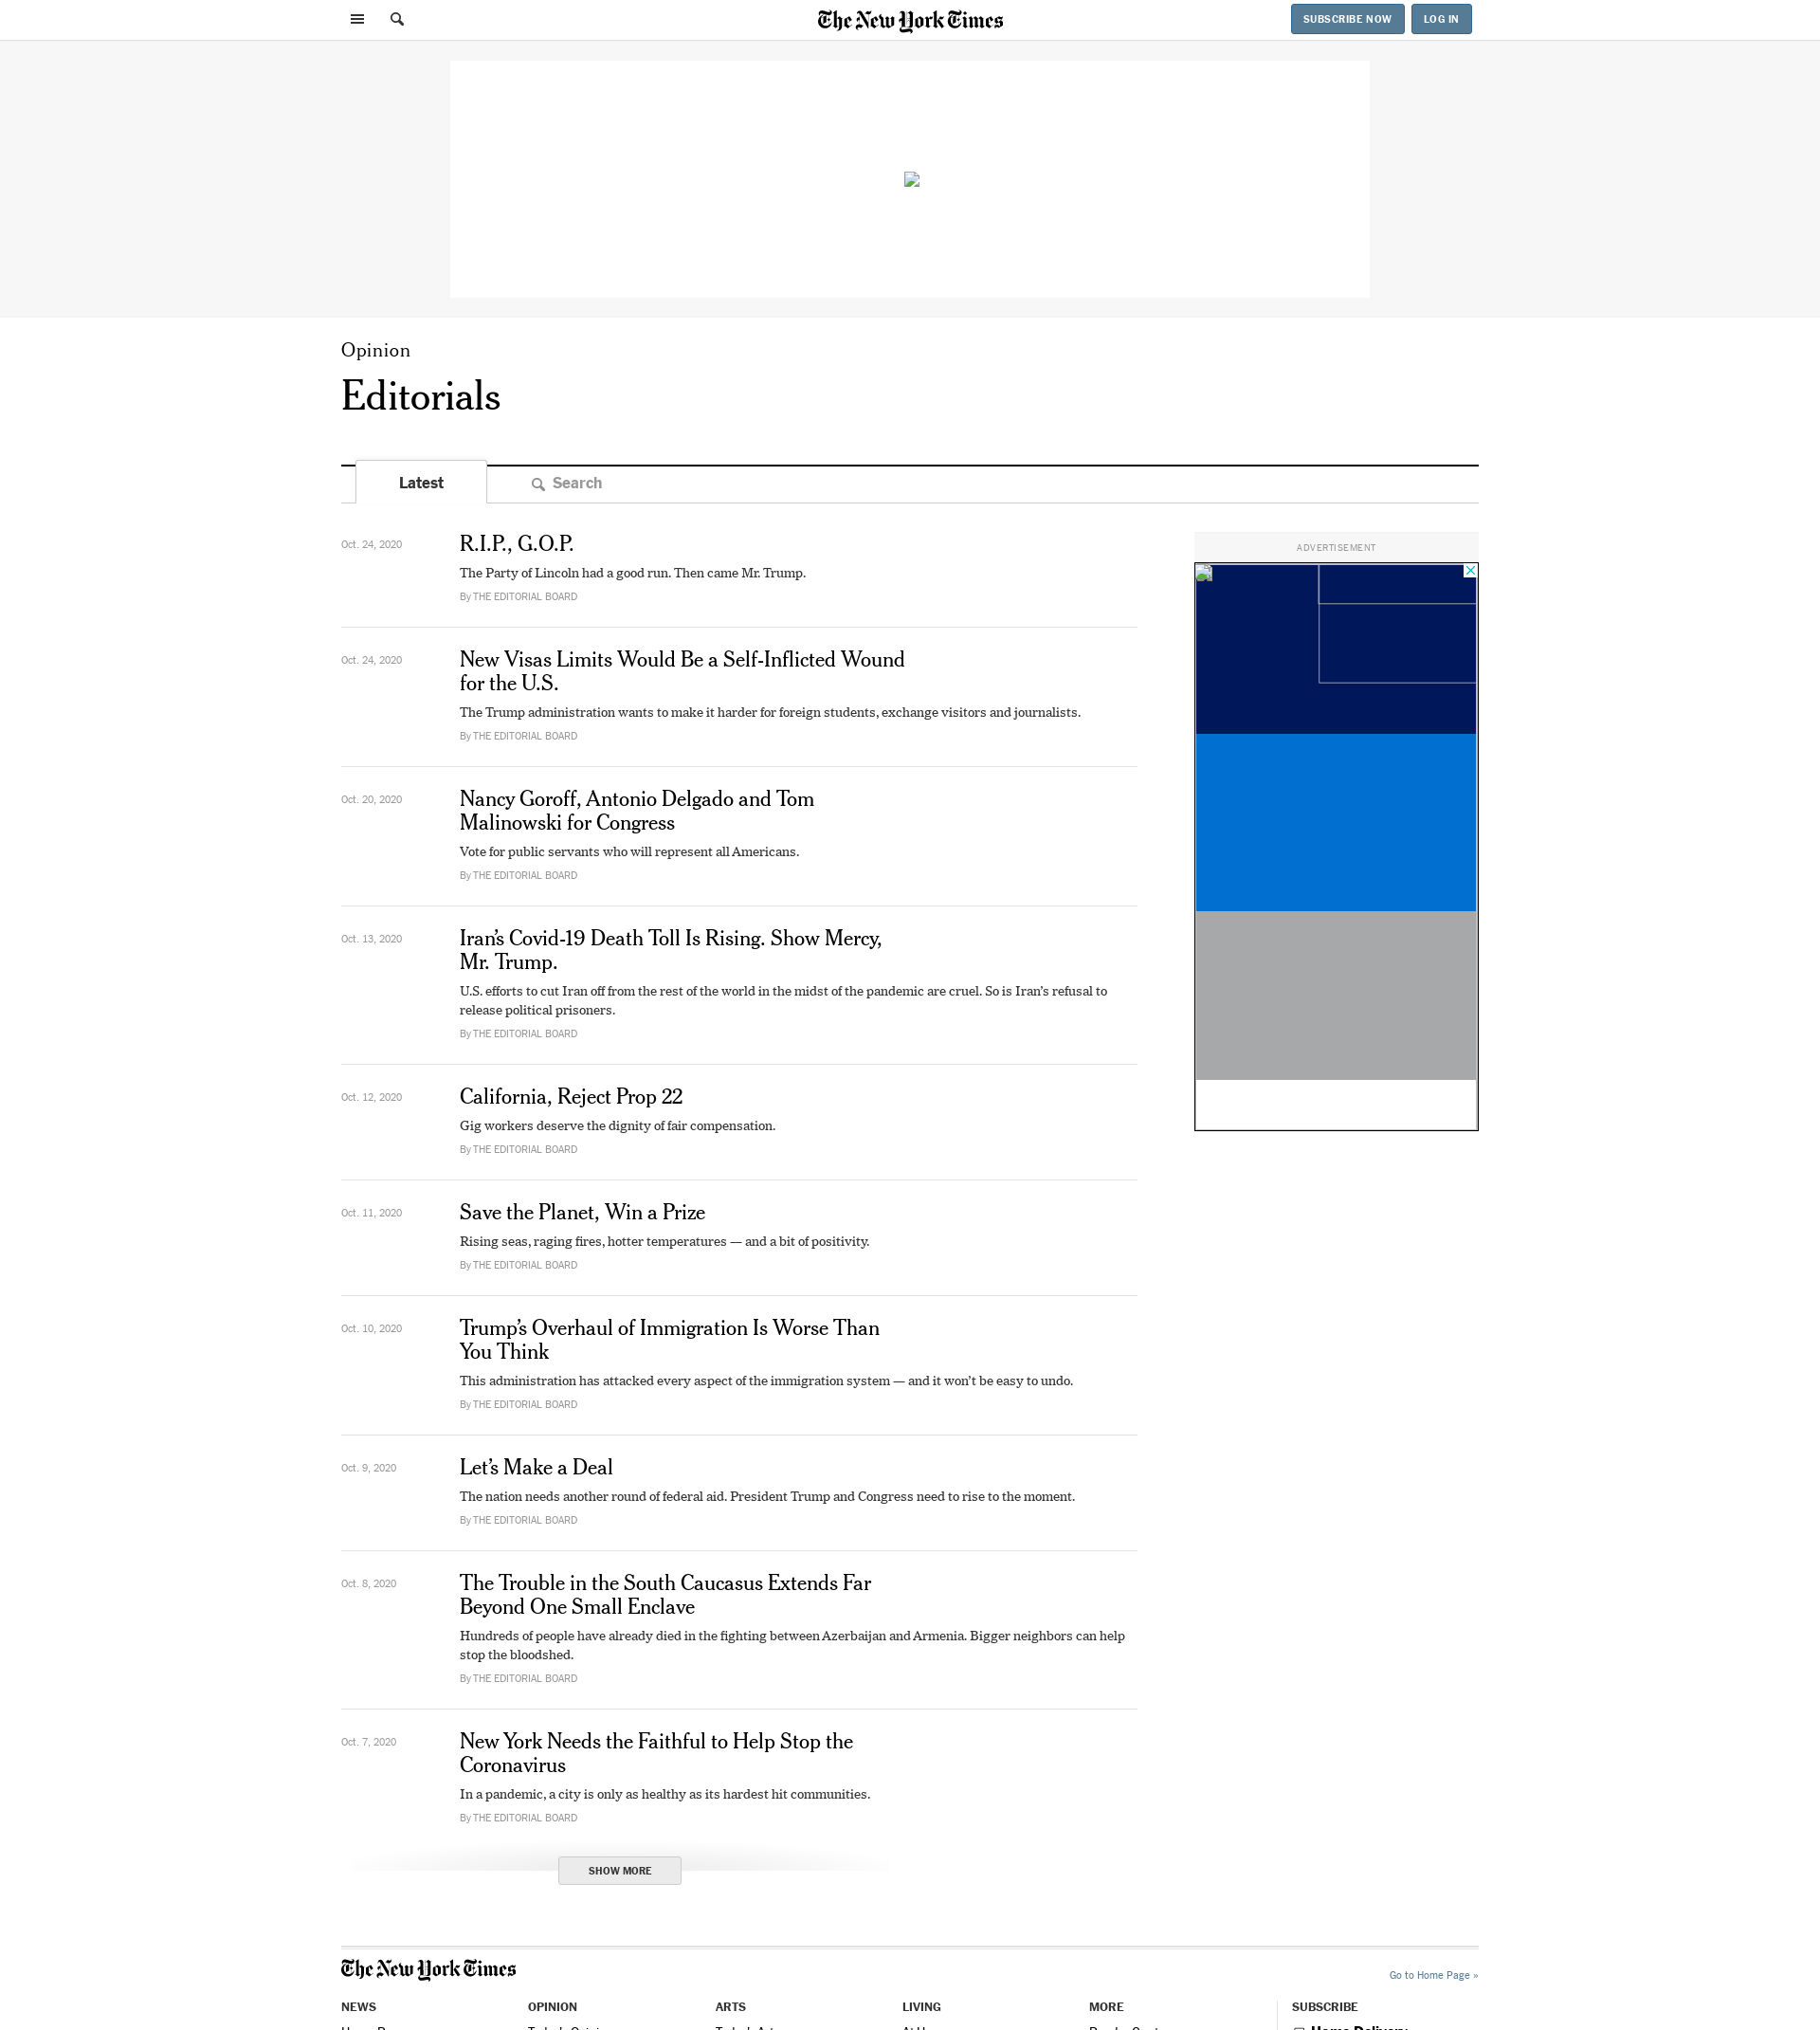 The New York Times
SUBSCRIBE NOW
LOG IN
Opinion
Editorials
Latest
Search
Oct. 24, 2020
R.I.P., G.O.P.
The Party of Lincoln had a good run. Then came Mr. Trump.
By THE EDITORIAL BOARD
ADVERTISEMENT
Oct. 24, 2020
New Visas Limits Would Be a Self-Inflicted Wound
for the U.S.
The Trump administration wants to make it harder for foreign students, exchange visitors and journalists.
By THE EDITORIAL BOARD
Oct. 20, 2020
Nancy Goroff, Antonio Delgado and Tom
Malinowski for Congress
Vote for public servants who will represent all Americans.
By THE EDITORIAL BOARD
Oct. 13, 2020
Iran’s Covid-19 Death Toll Is Rising. Show Mercy,
Mr. Trump.
U.S. efforts to cut Iran off from the rest of the world in the midst of the pandemic are cruel. So is Iran’s refusal to
release political prisoners.
By THE EDITORIAL BOARD
Oct. 12, 2020
California, Reject Prop 22
Gig workers deserve the dignity of fair compensation.
By THE EDITORIAL BOARD
Oct. 11, 2020
Save the Planet, Win a Prize
Rising seas, raging fires, hotter temperatures — and a bit of positivity.
By THE EDITORIAL BOARD
Oct. 10, 2020
Trump’s Overhaul of Immigration Is Worse Than
You Think
This administration has attacked every aspect of the immigration system — and it won’t be easy to undo.
By THE EDITORIAL BOARD
Oct. 9, 2020
Let’s Make a Deal
The nation needs another round of federal aid. President Trump and Congress need to rise to the moment.
By THE EDITORIAL BOARD
Oct. 8, 2020
The Trouble in the South Caucasus Extends Far
Beyond One Small Enclave
Hundreds of people have already died in the fighting between Azerbaijan and Armenia. Bigger neighbors can help
stop the bloodshed.
By THE EDITORIAL BOARD
Oct. 7, 2020
New York Needs the Faithful to Help Stop the
Coronavirus
In a pandemic, a city is only as healthy as its hardest hit communities.
By THE EDITORIAL BOARD
SHOW MORE
The New York Times
Go to Home Page »
NEWS
OPINION
ARTS
LIVING
MORE
SUBSCRIBE
Home Delivery